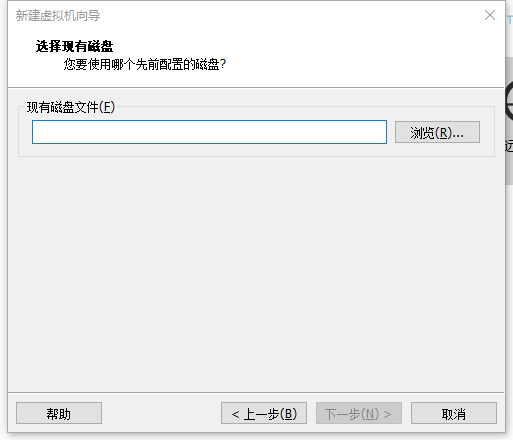 新建虚拟机向导
选择现有磁盘
您要使用哪个先前配置的磁盘?
现有磁盘文件(F)
浏览(R)...
帮助
< 上一步(B)
下一步(N) >
取消